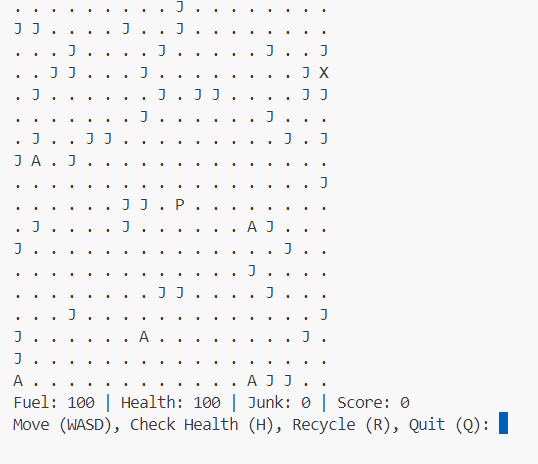 . . . . . . . . . J . . . . . . . .
J J . . . . J . . J . . . . . . . .
. . . J . . . . J . . . . . J . . J
. . J J . . . J . . . . . . . . J X
. J . . . . . . J . J J . . . . J J
. . . . . . . J . . . . . . J . . .
. J . . J J . . . . . . . . . J . J
J A . J . . . . . . . . . . . . . .
. . . . . . . . . . . . . . . . . J
. . . . . . J J . P . . . . . . . .
. J . . . . J . . . . . . A J . . .
J . . . . . . . . . . . . . . J . .
. . . . . . . . . . . . . J . . . .
. . . . . . . . J J . . . . J . . .
. . . J . . . . . . . . . . . . . J
J . . . . . . A . . . . . . . . J .
J . . . . . . . . . . . . . . . . .
A . . . . . . . . . . . . A J J . .
Fuel: 100 | Health: 100 | Junk: 0 | Score: 0
Move (WASD), Check Health (H), Recycle (R), Quit (Q):